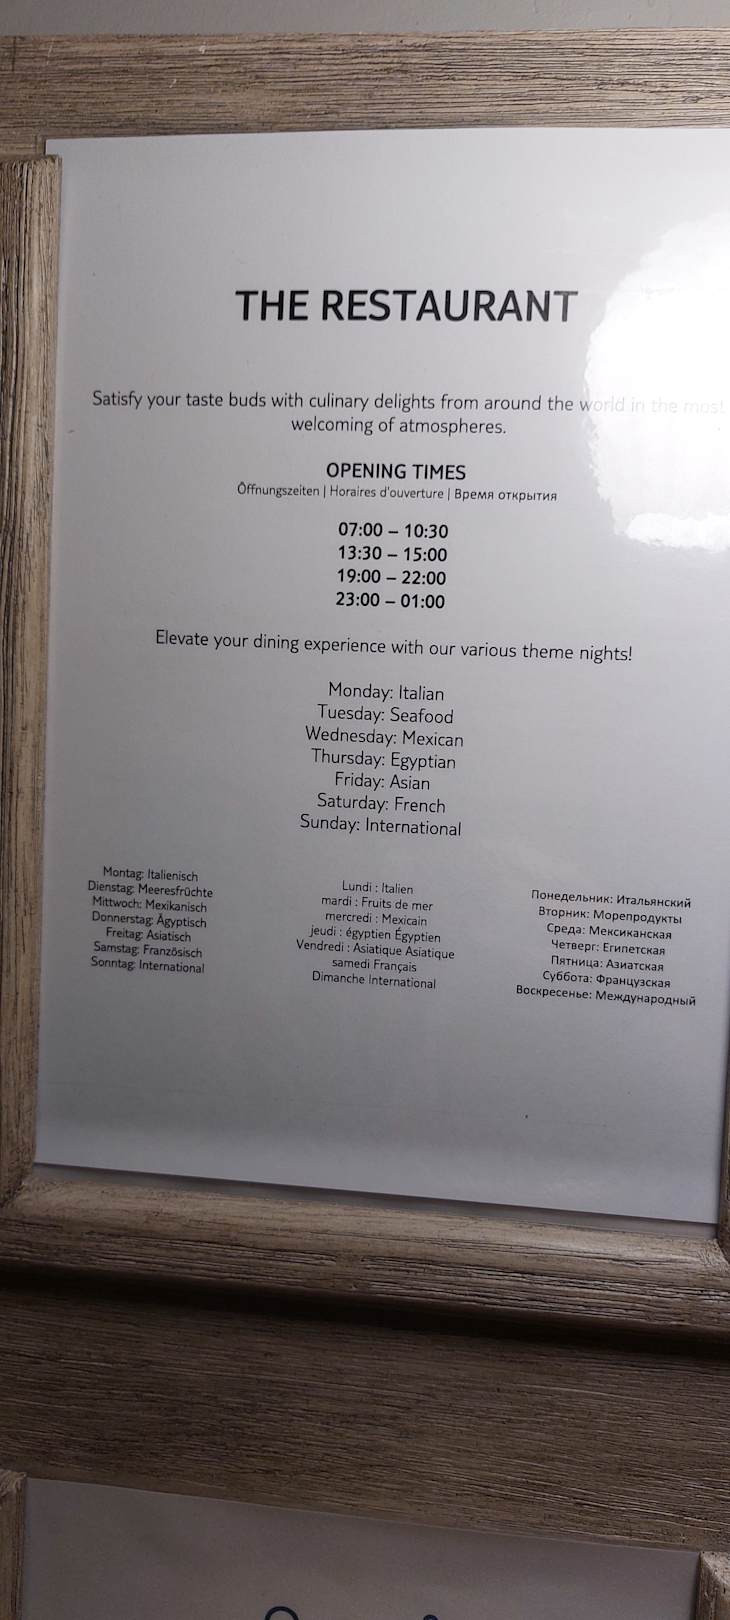 THE RESTAURANT
Satisfy your taste buds with culinary delights from around the world in the most
welcoming of atmospheres.
OPENING TIMES
Öffnungszeiten | Horaires d'ouverture | Время открытия
07:00 – 10:30
13:30 – 15:00
19:00 – 22:00
23:00 – 01:00
Elevate your dining experience with our various theme nights!
Monday: Italian
Tuesday: Seafood
Wednesday: Mexican
Thursday: Egyptian
Friday: Asian
Saturday: French
Sunday: International
Montag: Italienisch
Dienstag: Meeresfrüchte
Mittwoch: Mexikanisch
Donnerstag: Ägyptisch
Freitag: Asiatisch
Samstag: Französisch
Sonntag: International
Lundi : Italien
mardi : Fruits de mer
mercredi : Mexicain
jeudi : égyptien Égyptien
Vendredi : Asiatique Asiatique
samedi Français
Dimanche International
Понедельник: Итальянский
Вторник: Морепродукты
Среда: Мексиканская
Четверг: Египетская
Пятница: Азиатская
Суббота: Французская
Воскресенье: Международный